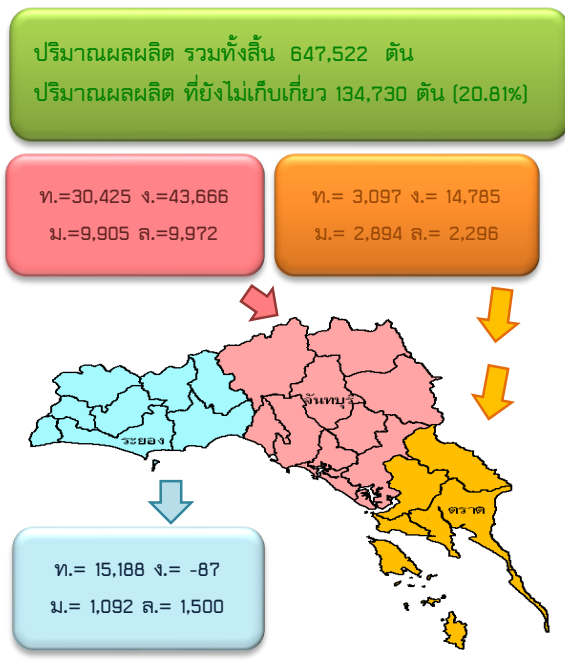 ปริมาณผลผลิต รวมทั้งสิ้น 647,522 ตัน
ปริมาณผลผลิต ที่ยังไม่เก็บเกี่ยว 134,730 ตัน (20.81%)
ท.=30,425 ง.=43,666
ม.=9,905 ล.=9,972
ท.= 3,097 ง.= 14,785
ม.= 2,894 ล.= 2,296
จันทบุรี
ระยอง
ตราด
ท.= 15,188 ง.= -87
ม.= 1,092 ล.= 1,500